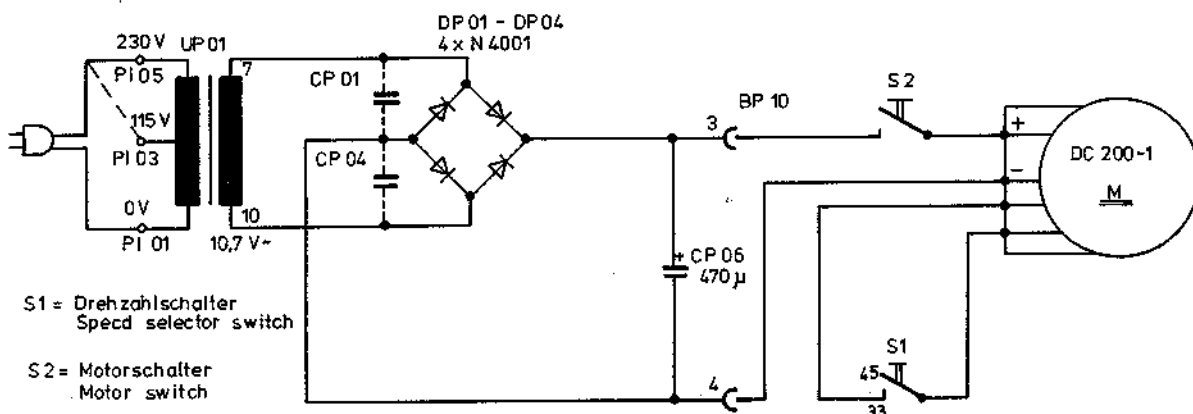 230 V
UP 01
PI 05
115 V
PI 03
0V
PI 01
7
10
10,7 V~
CP 01
CP 04
DP 01 - DP 04
4 x N 4001
BP 10
3
S2
+
-
DC 200-1
M
+
CP 06
470 µ
4
S1
45
33
S1 = Drehzahlschalter
Specd selector switch
S2 = Motorschalter
Motor switch